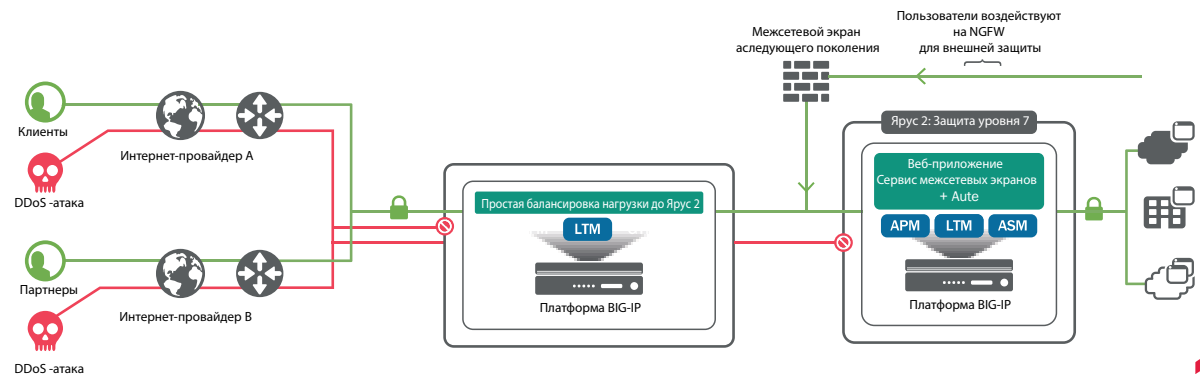 Пользователи воздействуют
на NGFW
для внешней защиты
Межсетевой экран
аследующего поколения
Клиенты
Интернет-провайдер A
DDoS -атака
Партнеры
Интернет-провайдер B
DDoS -атака
Простая балансировка нагрузки до Ярус 2
LTM
Платформа BIG-IP
Ярус 2: Защита уровня 7
Веб-приложение
Сервис межсетевых экранов
+ Aute
APM
LTM
ASM
Платформа BIG-IP